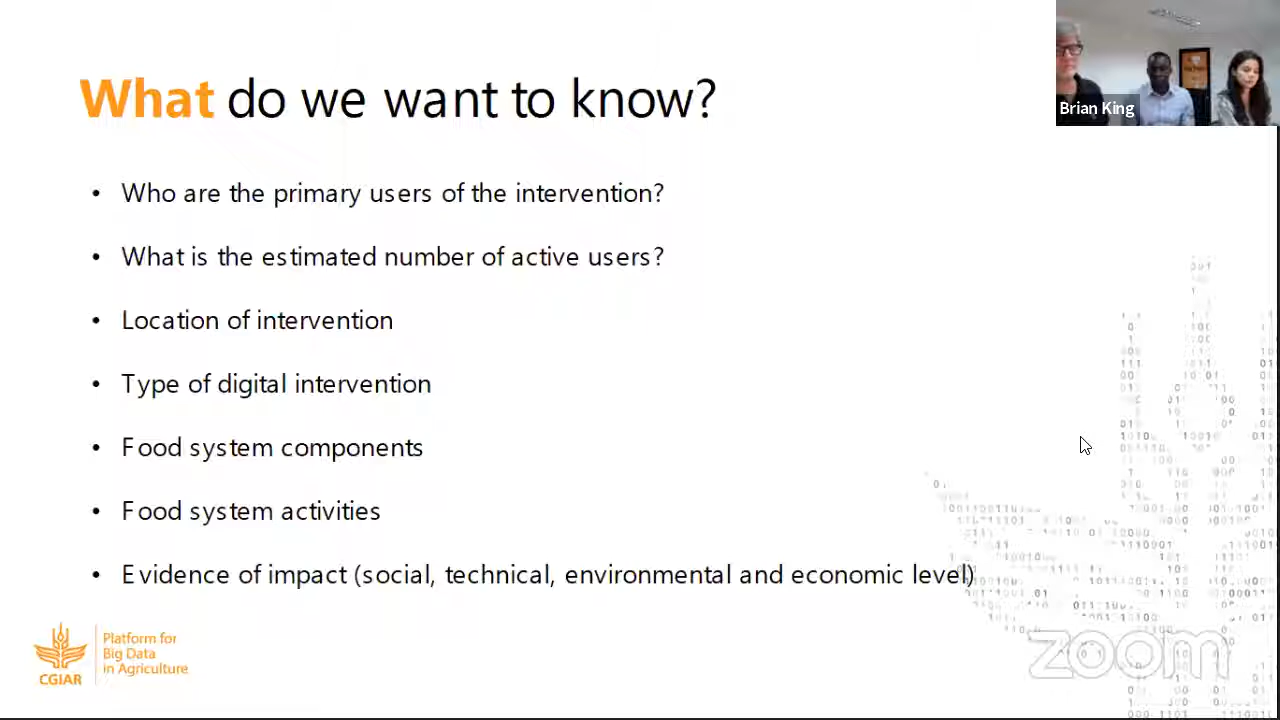 What do we want to know?
Brian King
• Who are the primary users of the intervention?
• What is the estimated number of active users?
• Location of intervention
• Type of digital intervention
• Food system components
• Food system activities
• Evidence of impact (social, technical, environmental and economic level)
CGIAR
Platform for
Big Data
in Agriculture
zoom